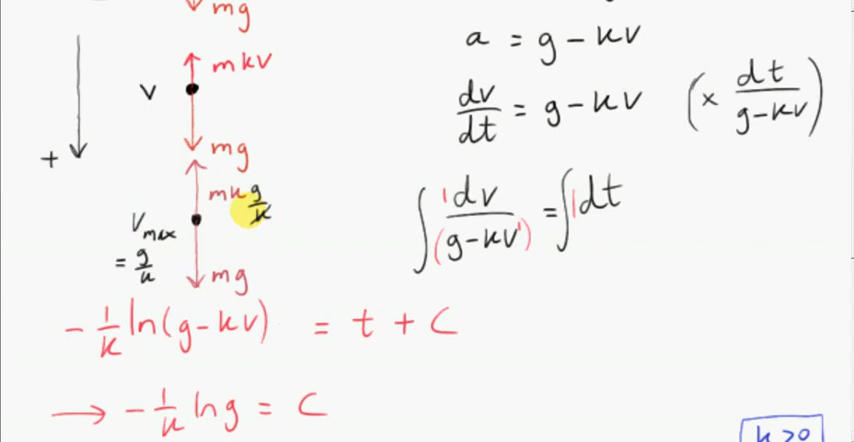 mg
a = g - kv
mkv
v
dv/dt = g - kv (× dt/g-kv)
+
mg
mk g/k
∫ 1dv/(g-kv') = ∫1dt
Vmax
= g/k
mg
-1/k ln(g-kv) = t + C
→ -1/k ln g = C
k>0